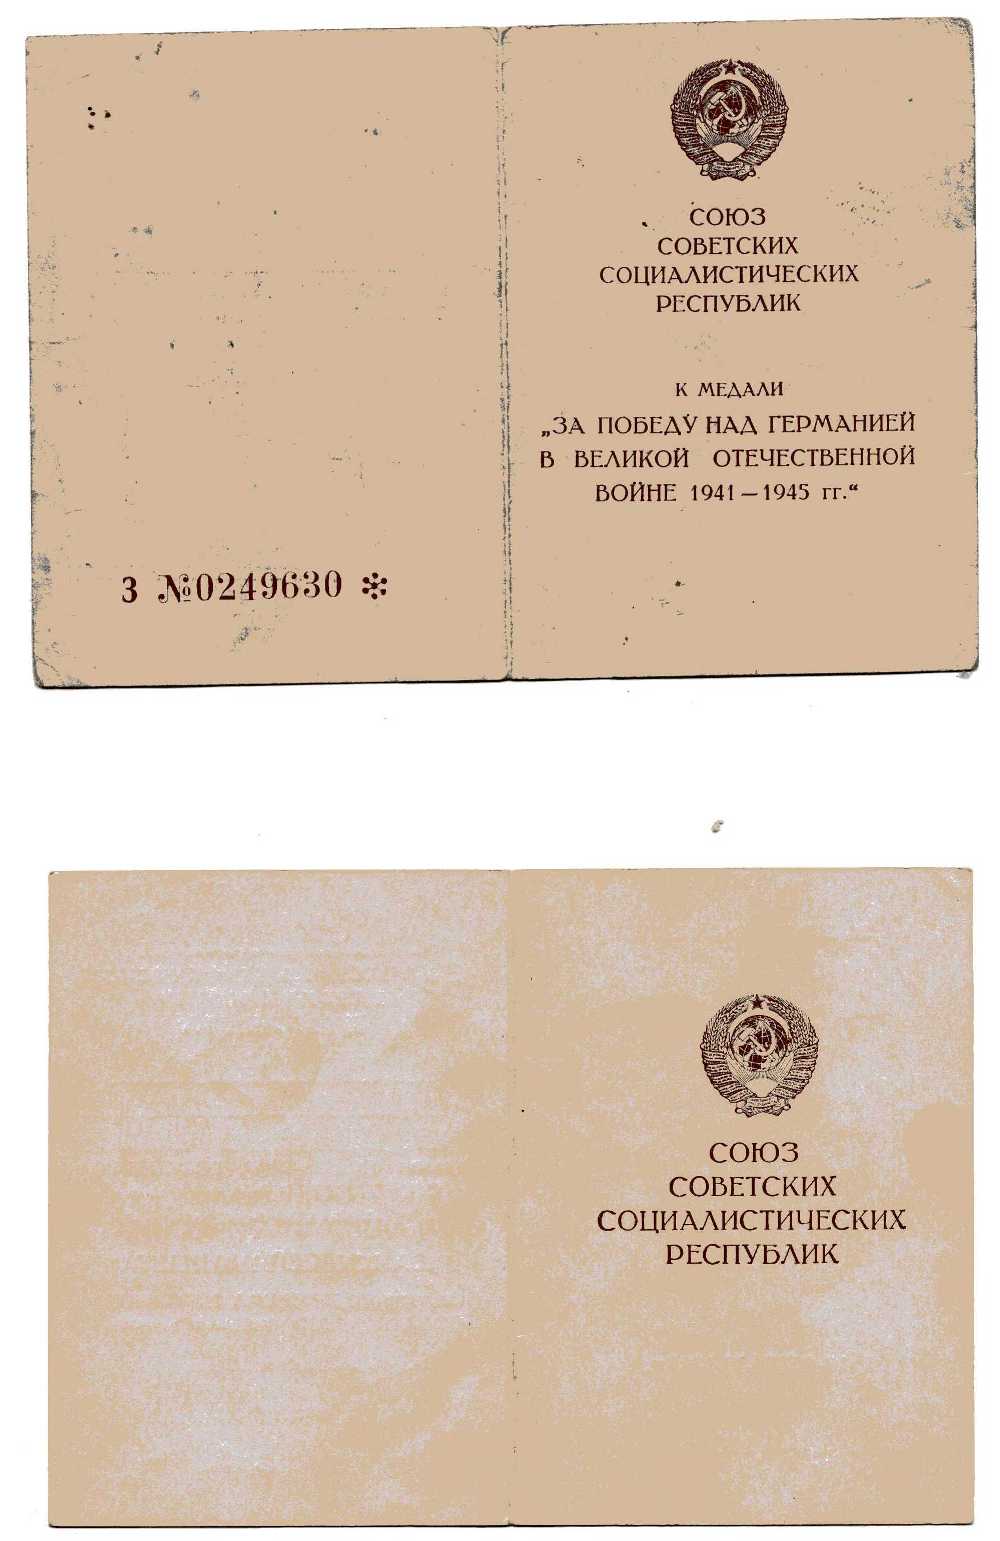 СОЮЗ
СОВЕТСКИХ
СОЦИАЛИСТИЧЕСКИХ
РЕСПУБЛИК
К МЕДАЛИ
„ЗА ПОБЕДУ НАД ГЕРМАНИЕЙ
В ВЕЛИКОЙ ОТЕЧЕСТВЕННОЙ
ВОЙНЕ 1941 — 1945 гг.“
З №0249630 ✻
СОЮЗ
СОВЕТСКИХ
СОЦИАЛИСТИЧЕСКИХ
РЕСПУБЛИК